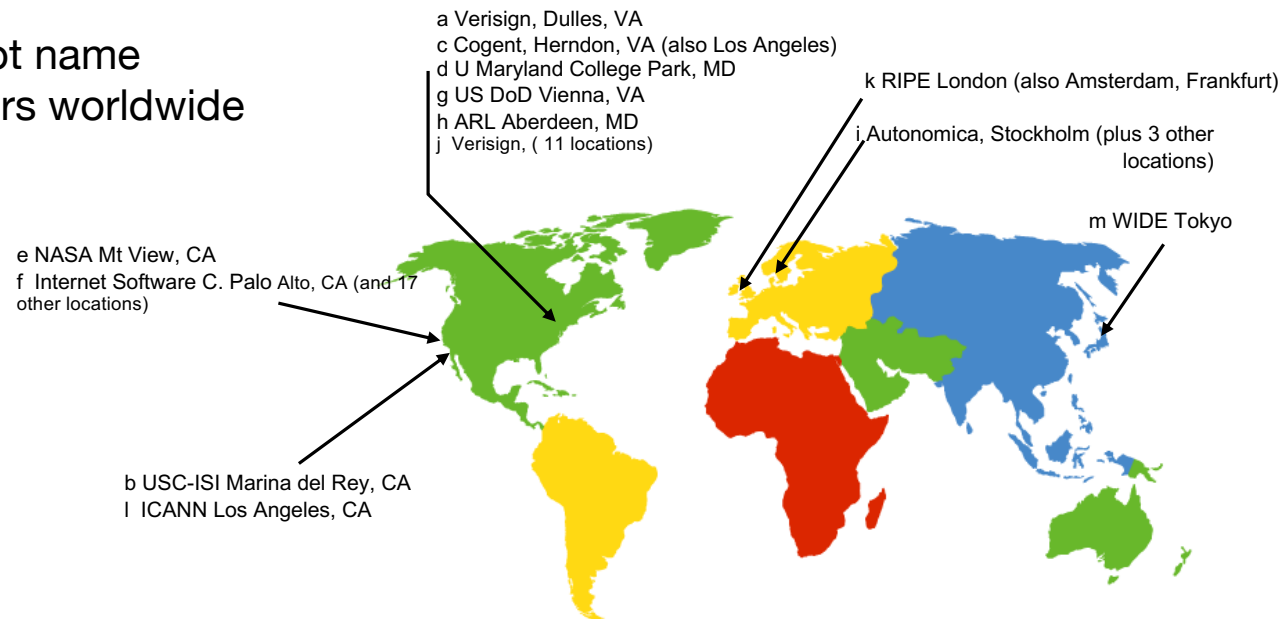 ot name
rs worldwide
a Verisign, Dulles, VA
c Cogent, Herndon, VA (also Los Angeles)
d U Maryland College Park, MD
g US DoD Vienna, VA
h ARL Aberdeen, MD
j Verisign, ( 11 locations)
k RIPE London (also Amsterdam, Frankfurt)
i Autonomica, Stockholm (plus 3 other
locations)
m WIDE Tokyo
e NASA Mt View, CA
f Internet Software C. Palo Alto, CA (and 17
other locations)
b USC-ISI Marina del Rey, CA
l ICANN Los Angeles, CA